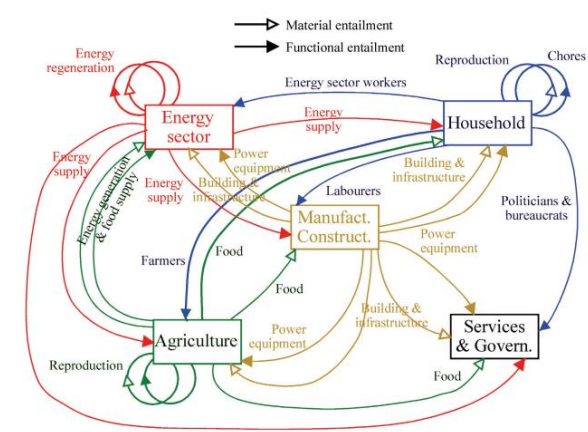 Material entailment
Functional entailment
Energy
regeneration
Reproduction
Chores
Energy sector workers
Energy
sector
Energy
supply
Household
Energy
supply
Energy generation
& food supply
Energy
supply
Power
equipment
Building &
infrastructure
Building &
infrastructure
Labourers
Politicians &
bureaucrats
Manufact.
Construct.
Farmers
Food
Power
equipment
Food
Building &
infrastructure
Agriculture
Power
equipment
Services
& Govern.
Reproduction
Food